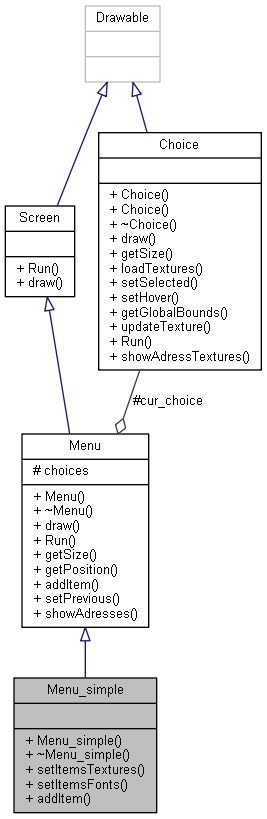 Drawable
Choice
+ Choice()
+ Choice()
+ ~Choice()
+ draw()
+ getSize()
+ loadTextures()
+ setSelected()
+ setHover()
+ getGlobalBounds()
+ updateTexture()
+ Run()
+ showAdressTextures()
Screen
+ Run()
+ draw()
#cur_choice
Menu
# choices
+ Menu()
+ ~Menu()
+ draw()
+ Run()
+ getSize()
+ getPosition()
+ addItem()
+ setPrevious()
+ showAdresses()
Menu_simple
+ Menu_simple()
+ ~Menu_simple()
+ setItemsTextures()
+ setItemsFonts()
+ addItem()